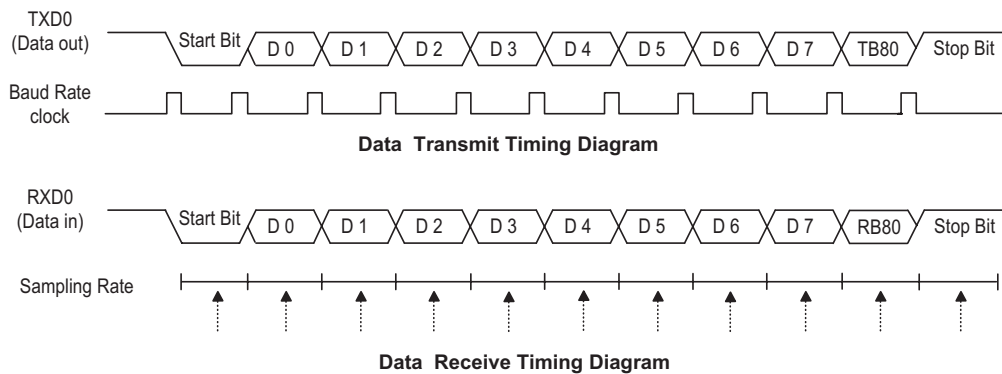 TXD0
(Data out)
Start Bit D 0 D 1 D 2 D 3 D 4 D 5 D 6 D 7 TB80 Stop Bit
Baud Rate
clock
Data Transmit Timing Diagram
RXD0
(Data in)
Start Bit D 0 D 1 D 2 D 3 D 4 D 5 D 6 D 7 RB80 Stop Bit
Sampling Rate
Data Receive Timing Diagram